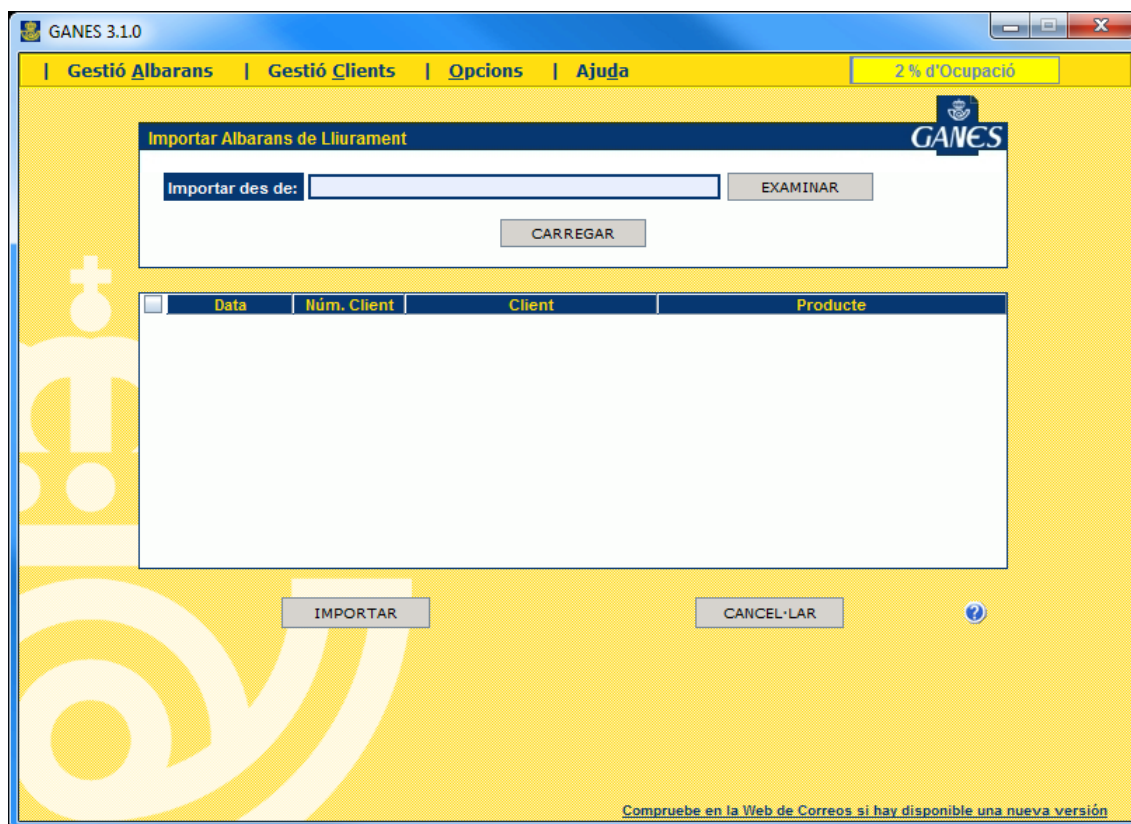 GANES 3.1.0
| Gestió Albarans | Gestió Clients | Opcions | Ajuda 2 % d'Ocupació
Importar Albarans de Lliurament GANES
Importar des de: EXAMINAR
CARREGAR
Data Núm. Client Client Producte
IMPORTAR CANCEL·LAR
Compruebe en la Web de Correos si hay disponible una nueva versión